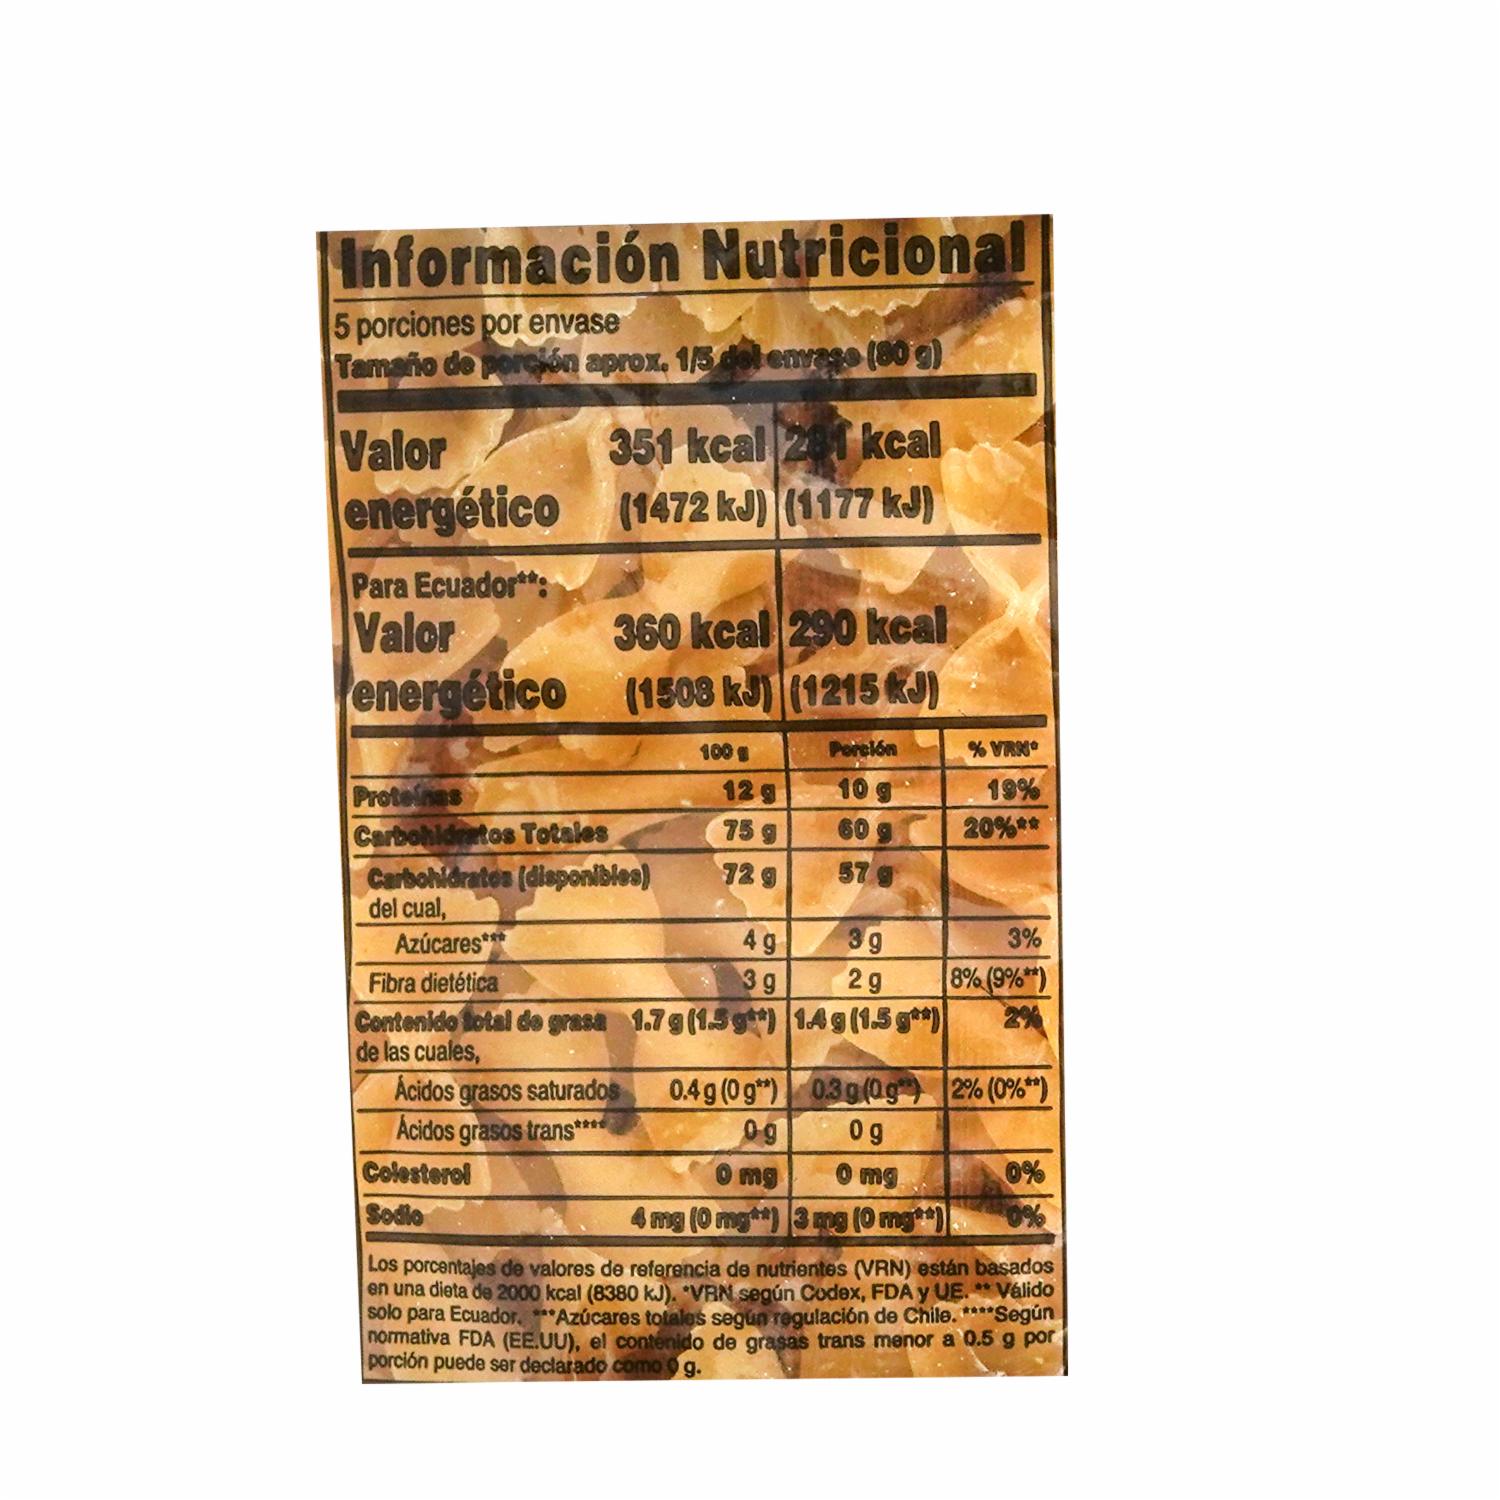 Información Nutricional
5 porciones por envase
Tamaño de porción aprox. 1/5 del envase (80 g)
Valor 351 kcal 281 kcal
energético (1472 kJ) (1177 kJ)
Para Ecuador**:
Valor 360 kcal 290 kcal
energético (1508 kJ) (1215 kJ)
100 g Porción % VRN*
Proteínas 12 g 10 g 19%
Carbohidratos Totales 75 g 60 g 20%**
Carbohidratos (disponibles) 72 g 57 g
del cual,
Azúcares*** 4 g 3 g 3%
Fibra dietética 3 g 2 g 8% (9%**)
Contenido total de grasa 1.7 g (1.5 g**) 1.4 g (1.5 g**) 2%
de las cuales,
Ácidos grasos saturados 0.4 g (0 g**) 0.3 g (0 g**) 2% (0%**)
Ácidos grasos trans**** 0 g 0 g
Colesterol 0 mg 0 mg 0%
Sodio 4 mg (0 mg**) 3 mg (0 mg**) 0%
Los porcentajes de valores de referencia de nutrientes (VRN) están basados
en una dieta de 2000 kcal (8380 kJ). *VRN según Codex, FDA y UE. ** Válido
solo para Ecuador. ***Azúcares totales según regulación de Chile. ****Según
normativa FDA (EE.UU), el contenido de grasas trans menor a 0.5 g por
porción puede ser declarado como 0 g.